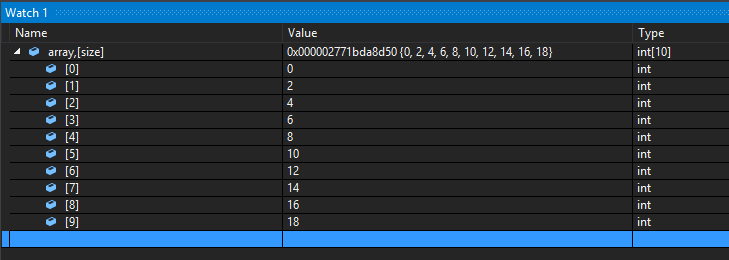 Watch 1
Name Value Type
array,[size] 0x000002771bda8d50 {0, 2, 4, 6, 8, 10, 12, 14, 16, 18} int[10]
[0] 0 int
[1] 2 int
[2] 4 int
[3] 6 int
[4] 8 int
[5] 10 int
[6] 12 int
[7] 14 int
[8] 16 int
[9] 18 int